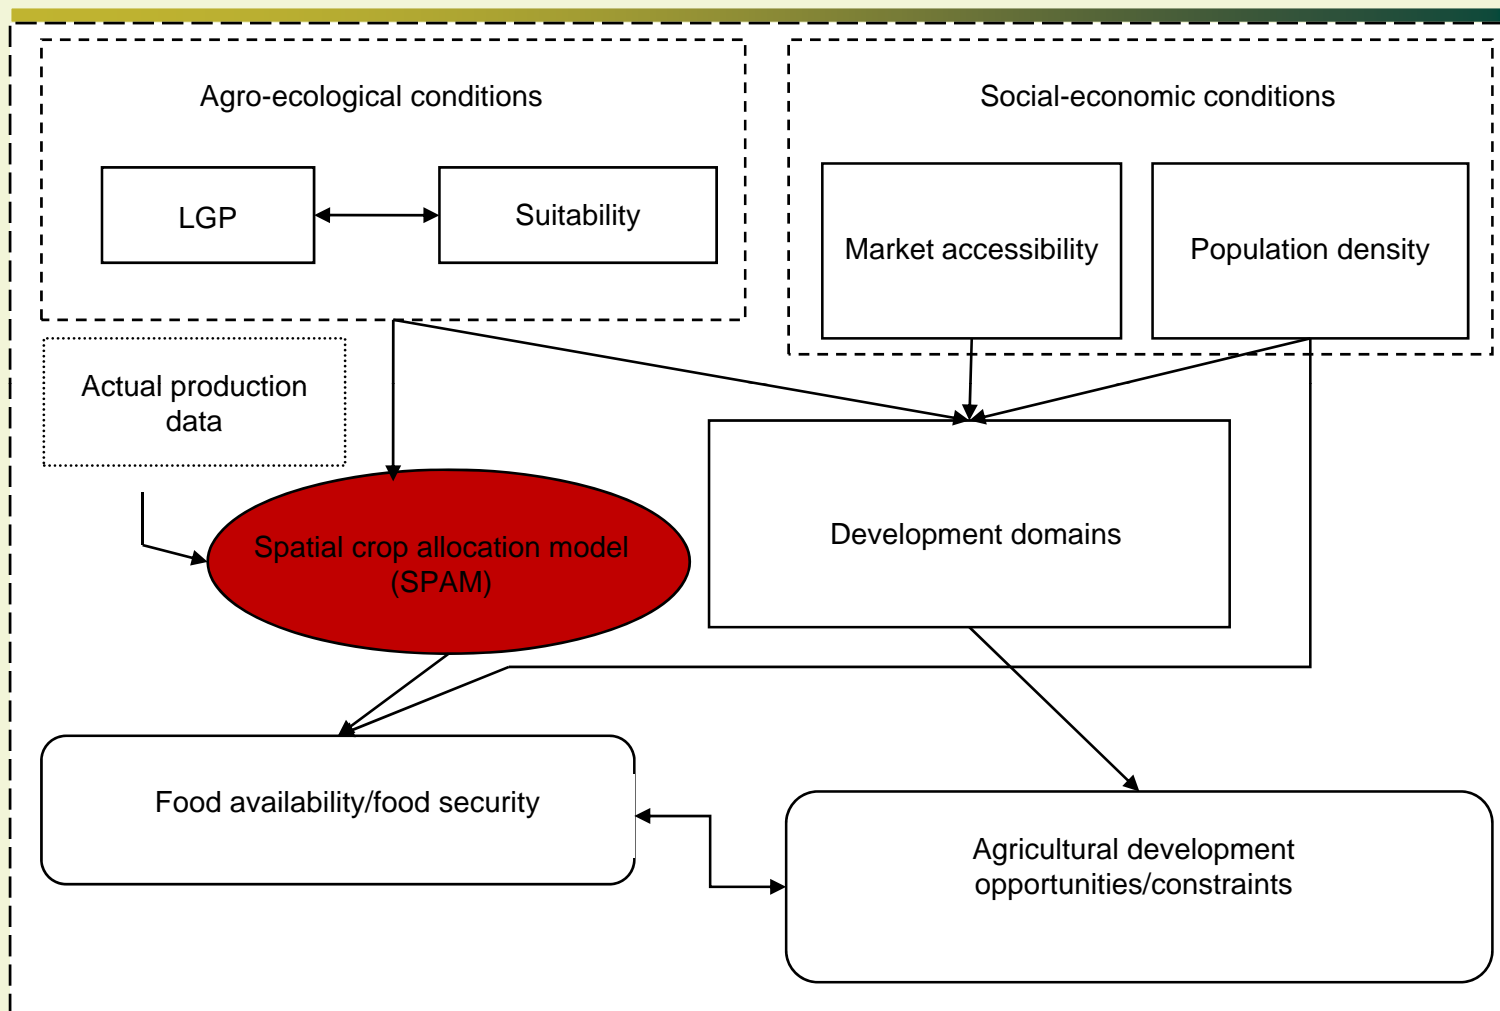 Agro-ecological conditions
Social-economic conditions
LGP
Suitability
Market accessibility
Population density
Actual production
data
Spatial crop allocation model
(SPAM)
Development domains
Food availability/food security
Agricultural development
opportunities/constraints